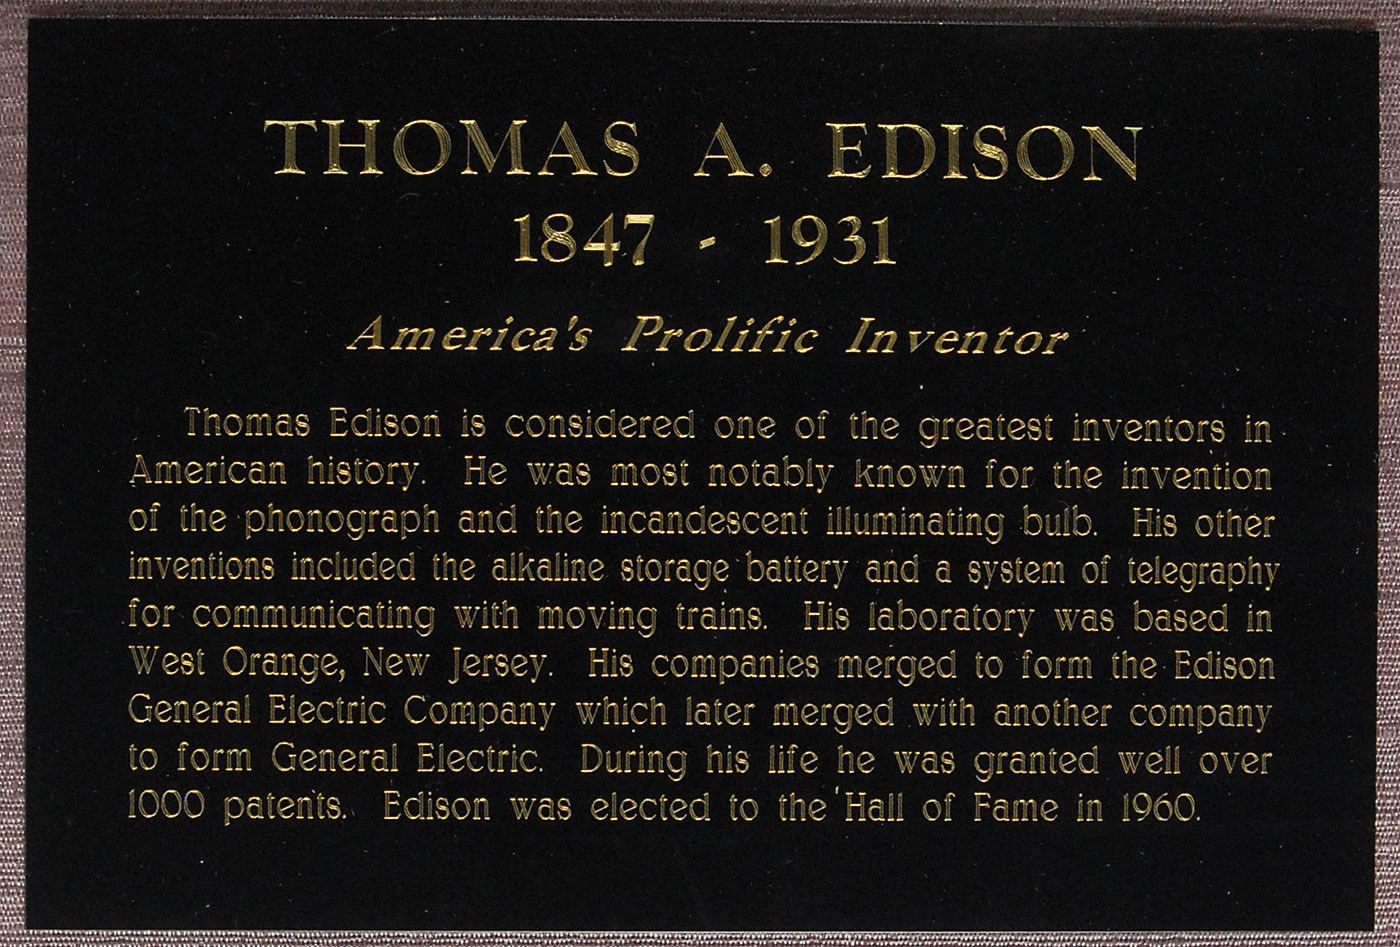 THOMAS A. EDISON
1847 - 1931
America's Prolific Inventor
Thomas Edison is considered one of the greatest inventors in
American history. He was most notably known for the invention
of the phonograph and the incandescent illuminating bulb. His other
inventions included the alkaline storage battery and a system of telegraphy
for communicating with moving trains. His laboratory was based in
West Orange, New Jersey. His companies merged to form the Edison
General Electric Company which later merged with another company
to form General Electric. During his life he was granted well over
1000 patents. Edison was elected to the Hall of Fame in 1960.